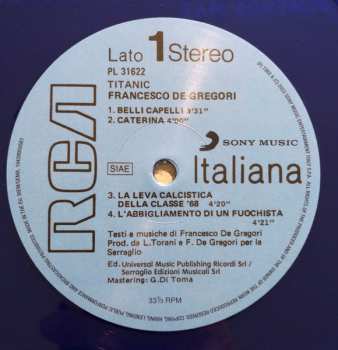 Lato 1 Stereo
PL 31622
TITANIC
FRANCESCO DE GREGORI
1. BELLI CAPELLI 3'31"
2. CATERINA 4'00"
RCA
SIAE
SONY MUSIC
Italiana
3. LA LEVA CALCISTICA
DELLA CLASSE '68 4'20"
4. L'ABBIGLIAMENTO DI UN FUOCHISTA
4'21"
Testi e musiche di Francesco De Gregori
Prod. da L. Torani e F. De Gregori per la
Serraglio
Ed. Universal Music Publishing Ricordi Srl /
Serraglio Edizioni Musicali Srl
Mastering: G.Di Toma
33⅓ RPM